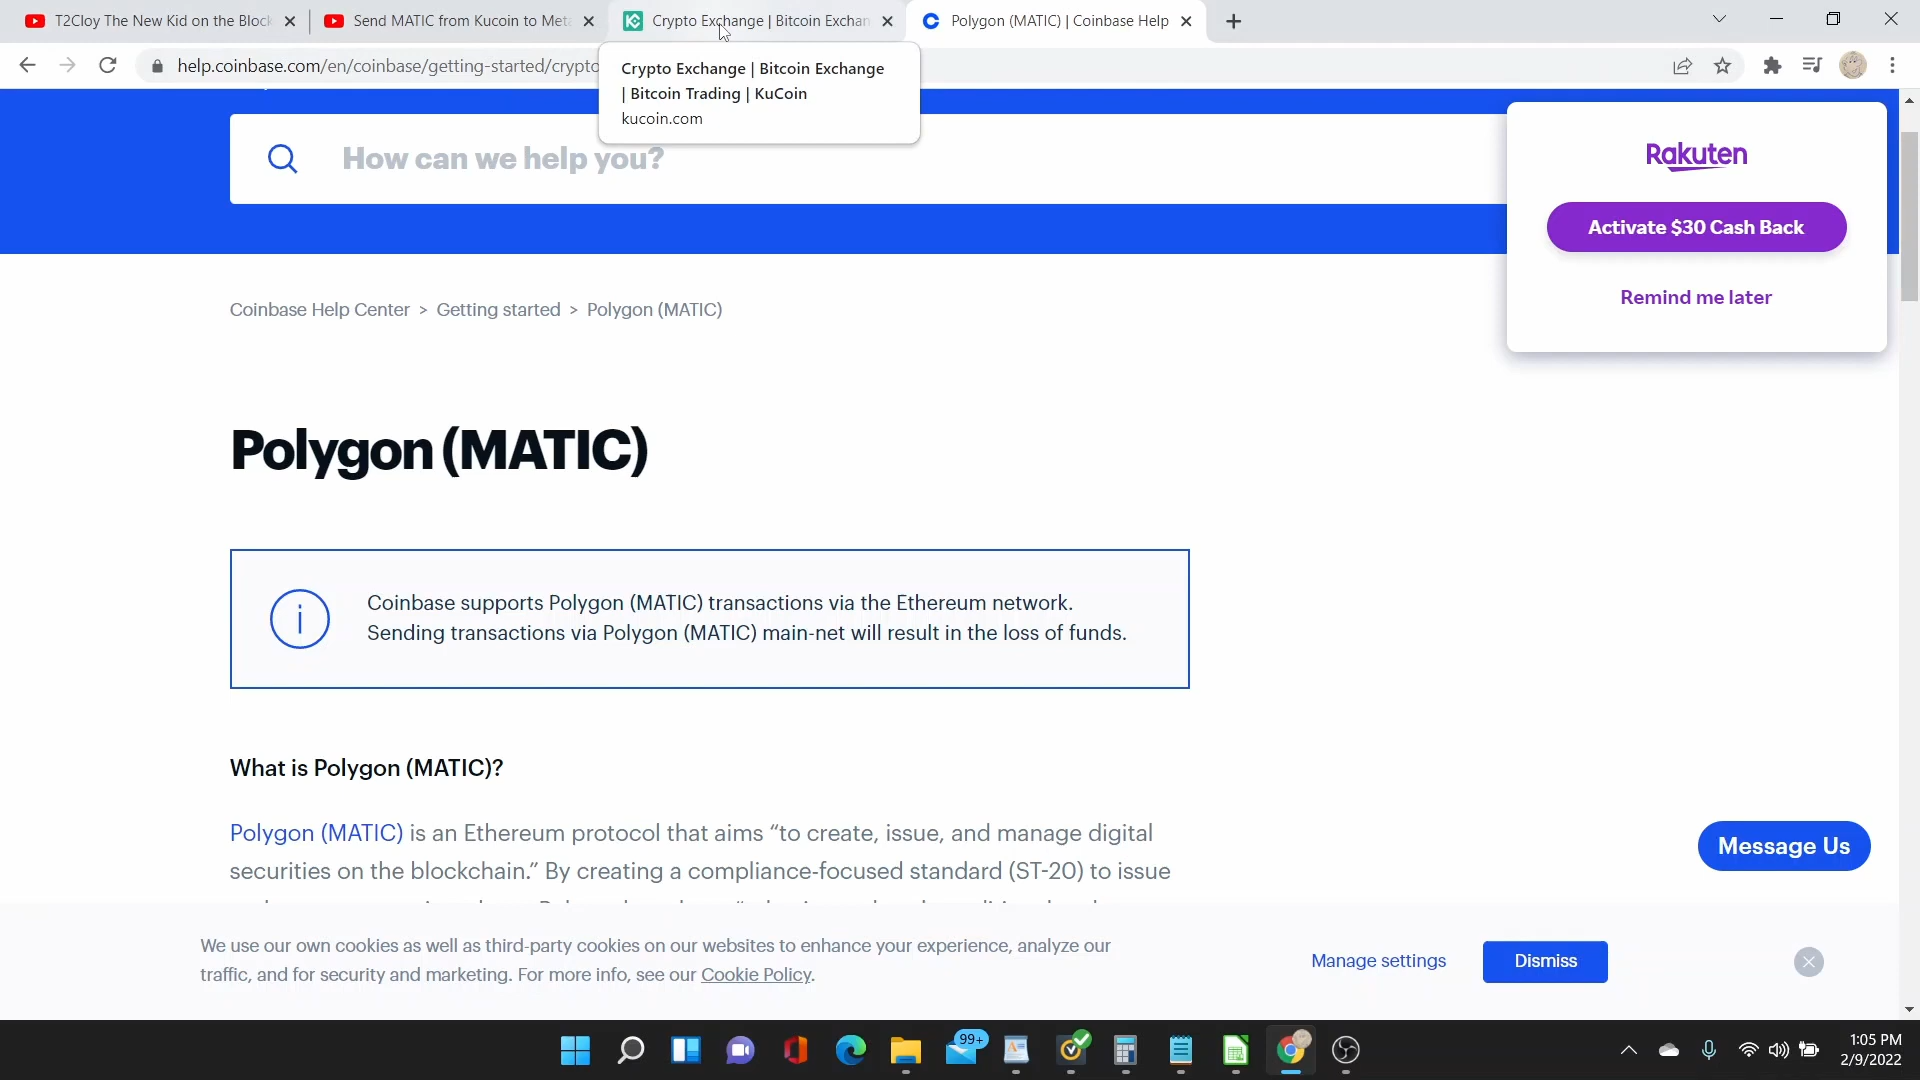 T2Cloy The New Kid on the Block
Send MATIC from Kucoin to Meta
Crypto Exchange | Bitcoin Exchan
Polygon (MATIC) | Coinbase Help
help.coinbase.com/en/coinbase/getting-started/crypto
Crypto Exchange | Bitcoin Exchange
| Bitcoin Trading | KuCoin
kucoin.com
How can we help you?
Rakuten
Activate $30 Cash Back
Remind me later
Coinbase Help Center > Getting started > Polygon (MATIC)
Polygon (MATIC)
Coinbase supports Polygon (MATIC) transactions via the Ethereum network.
Sending transactions via Polygon (MATIC) main-net will result in the loss of funds.
What is Polygon (MATIC)?
Polygon (MATIC) is an Ethereum protocol that aims “to create, issue, and manage digital
securities on the blockchain.” By creating a compliance-focused standard (ST-20) to issue
Message Us
We use our own cookies as well as third-party cookies on our websites to enhance your experience, analyze our
traffic, and for security and marketing. For more info, see our Cookie Policy.
Manage settings
Dismiss
99+
1:05 PM
2/9/2022